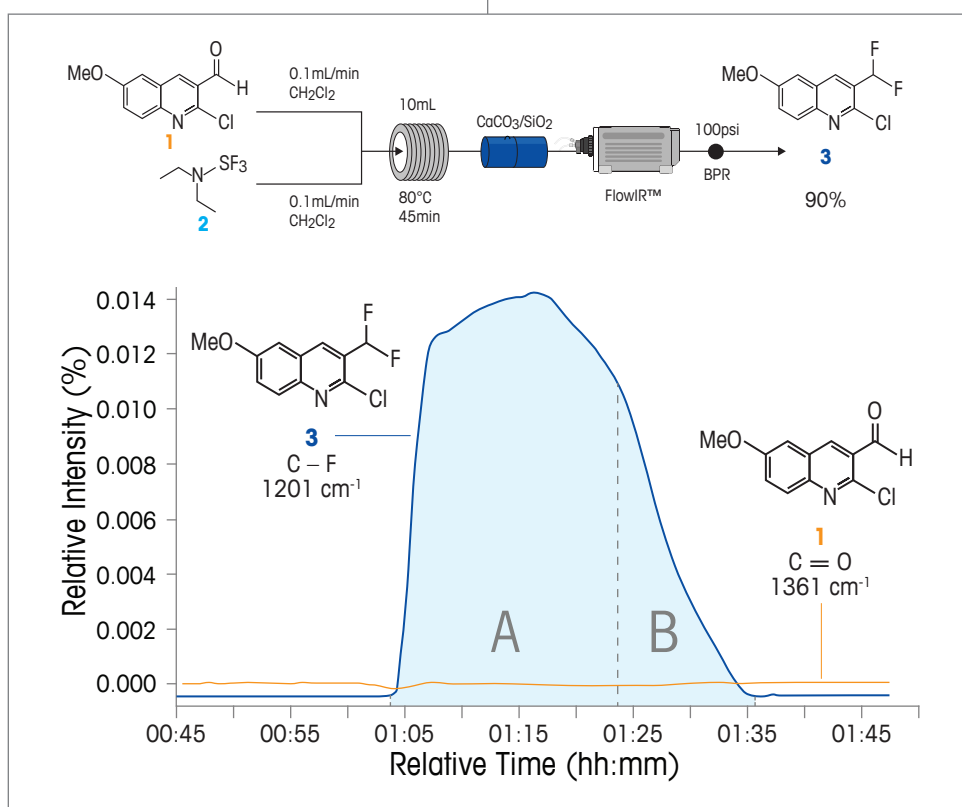 MeO
O
H
N
Cl
1
0.1mL/min
CH2Cl2
N
SF3
2
0.1mL/min
CH2Cl2
10mL
80°C
45min
CaCO3/SiO2
FlowIR™
100psi
BPR
MeO
F
F
N
Cl
3
90%
Relative Intensity (%)
0.014
0.012
0.010
0.008
0.006
0.004
0.002
0.000
MeO
F
F
N
Cl
3
C – F
1201 cm-1
A
B
MeO
O
H
N
Cl
1
C = O
1361 cm-1
00:45
00:55
01:05
01:15
01:25
01:35
01:45
Relative Time (hh:mm)